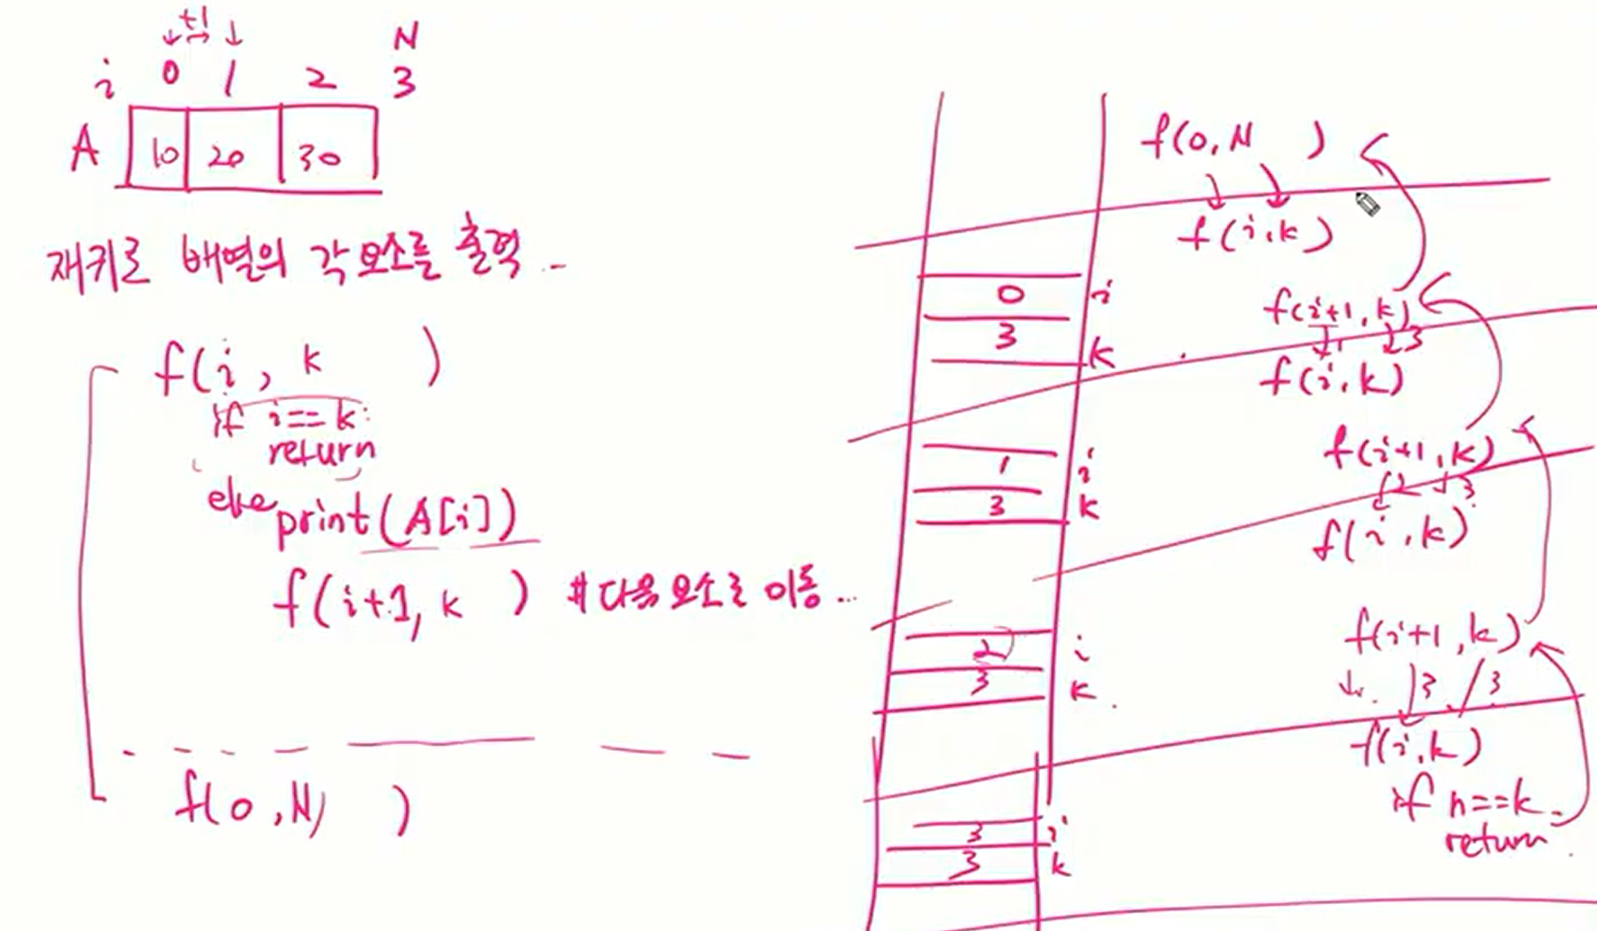 +1
N
i 0 1 2 3
A 10 20 30
재귀로 배열의 각 요소를 출력 ..
f(i, k )
if i==k:
return
else
print(A[i])
f(i+1, k ) #다음 요소로 이동 ..
f(0, N) )
0 i
3 k
1 i
3 k
2 i
3 k
3 i
3 k
f(0, N )
f(i, k)
f(i+1, k)
1 3
f(i, k)
f(i+1, k)
2 3
f(i, k)
f(i+1, k)
3 3
f(i, k)
if n==k
return